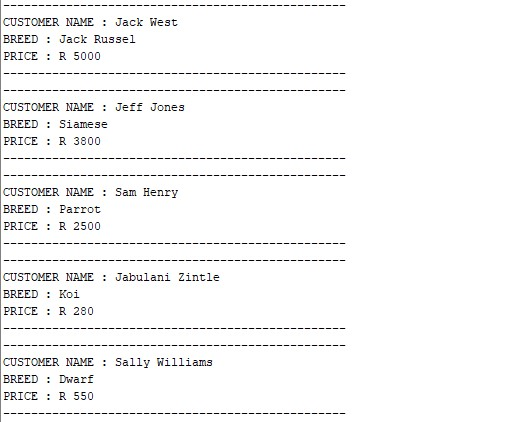 -------------------------------------------------
CUSTOMER NAME : Jack West
BREED : Jack Russel
PRICE : R 5000
-------------------------------------------------
-------------------------------------------------
CUSTOMER NAME : Jeff Jones
BREED : Siamese
PRICE : R 3800
-------------------------------------------------
-------------------------------------------------
CUSTOMER NAME : Sam Henry
BREED : Parrot
PRICE : R 2500
-------------------------------------------------
-------------------------------------------------
CUSTOMER NAME : Jabulani Zintle
BREED : Koi
PRICE : R 280
-------------------------------------------------
-------------------------------------------------
CUSTOMER NAME : Sally Williams
BREED : Dwarf
PRICE : R 550
-------------------------------------------------